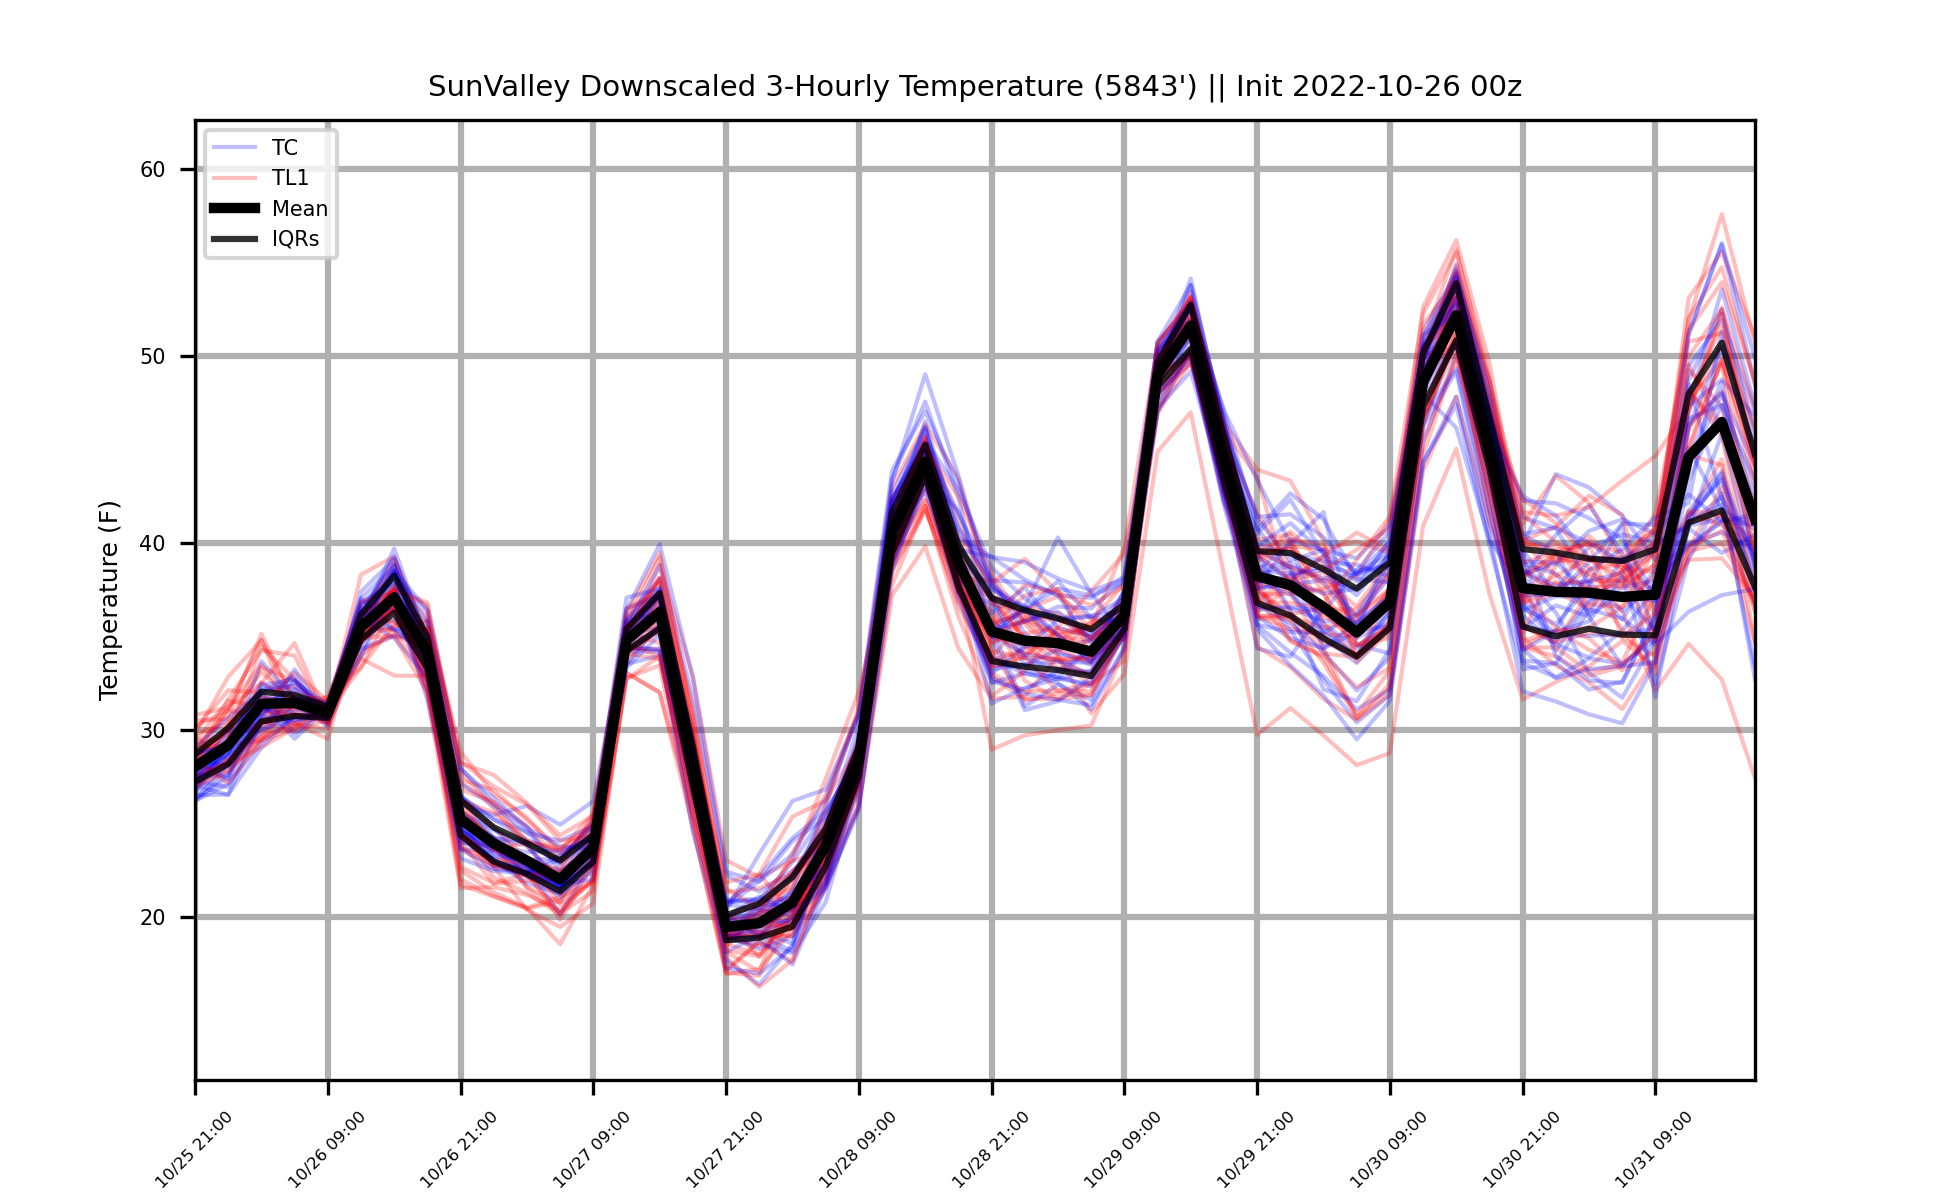 SunValley Downscaled 3-Hourly Temperature (5843') || Init 2022-10-26 00z
TC
TL1
Mean
IQRs
Temperature (F)
60
50
40
30
20
10/25 21:00
10/26 09:00
10/26 21:00
10/27 09:00
10/27 21:00
10/28 09:00
10/28 21:00
10/29 09:00
10/29 21:00
10/30 09:00
10/30 21:00
10/31 09:00